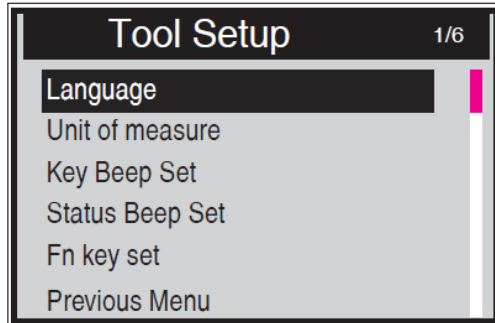 Tool Setup 1/6
Language
Unit of measure
Key Beep Set
Status Beep Set
Fn key set
Previous Menu